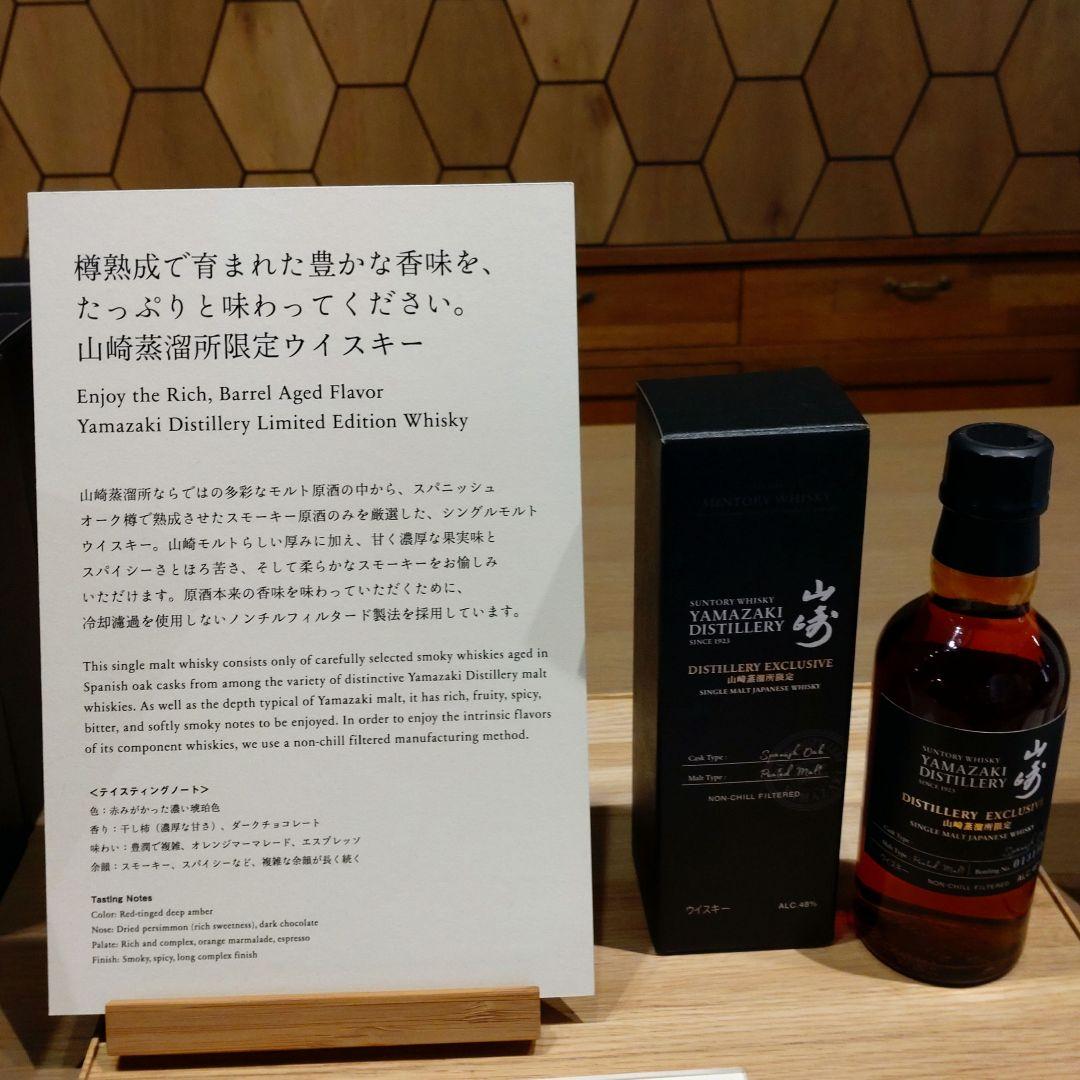 樽熟成で育まれた豊かな香味を、
たっぷりと味わってください。
山崎蒸溜所限定ウイスキー
Enjoy the Rich, Barrel Aged Flavor
Yamazaki Distillery Limited Edition Whisky
山崎蒸溜所ならではの多彩なモルト原酒の中から、スパニッシュ
オーク樽で熟成させたスモーキー原酒のみを厳選した、シングルモルト
ウイスキー。山崎モルトらしい厚みに加え、甘く濃厚な果実味と
スパイシーさとほろ苦さ、そして柔らかなスモーキーをお愉しみ
いただけます。原酒本来の香味を味わっていただくために、
冷却濾過を使用しないノンチルフィルタード製法を採用しています。
This single malt whisky consists only of carefully selected smoky whiskies aged in
Spanish oak casks from among the variety of distinctive Yamazaki Distillery malt
whiskies. As well as the depth typical of Yamazaki malt, it has rich, fruity, spicy,
bitter, and softly smoky notes to be enjoyed. In order to enjoy the intrinsic flavors
of its component whiskies, we use a non-chill filtered manufacturing method.
<テイスティングノート>
色：赤みがかった濃い琥珀色
香り：干し柿（濃厚な甘さ）、ダークチョコレート
味わい：豊潤で複雑、オレンジマーマレード、エスプレッソ
余韻：スモーキー、スパイシーなど、複雑な余韻が長く続く
Tasting Notes
Color: Red-tinged deep amber
Nose: Dried persimmon (rich sweetness), dark chocolate
Palate: Rich and complex, orange marmalade, espresso
Finish: Smoky, spicy, long complex finish
SUNTORY WHISKY
SUNTORY WHISKY
YAMAZAKI
DISTILLERY
SINCE 1923
山崎
DISTILLERY EXCLUSIVE
山崎蒸溜所限定
SINGLE MALT JAPANESE WHISKY
Cask Type: Spanish Oak
Malt Type: Peated Malt
NON-CHILL FILTERED
ウイスキー ALC.48%
SUNTORY WHISKY
YAMAZAKI
DISTILLERY
SINCE 1923
山崎
DISTILLERY EXCLUSIVE
山崎蒸溜所限定
SINGLE MALT JAPANESE WHISKY
Cask Type: Spanish
Malt Type: Peated Malt
Bottling No.
ウイスキー ALC
NON-CHILL FILTERED